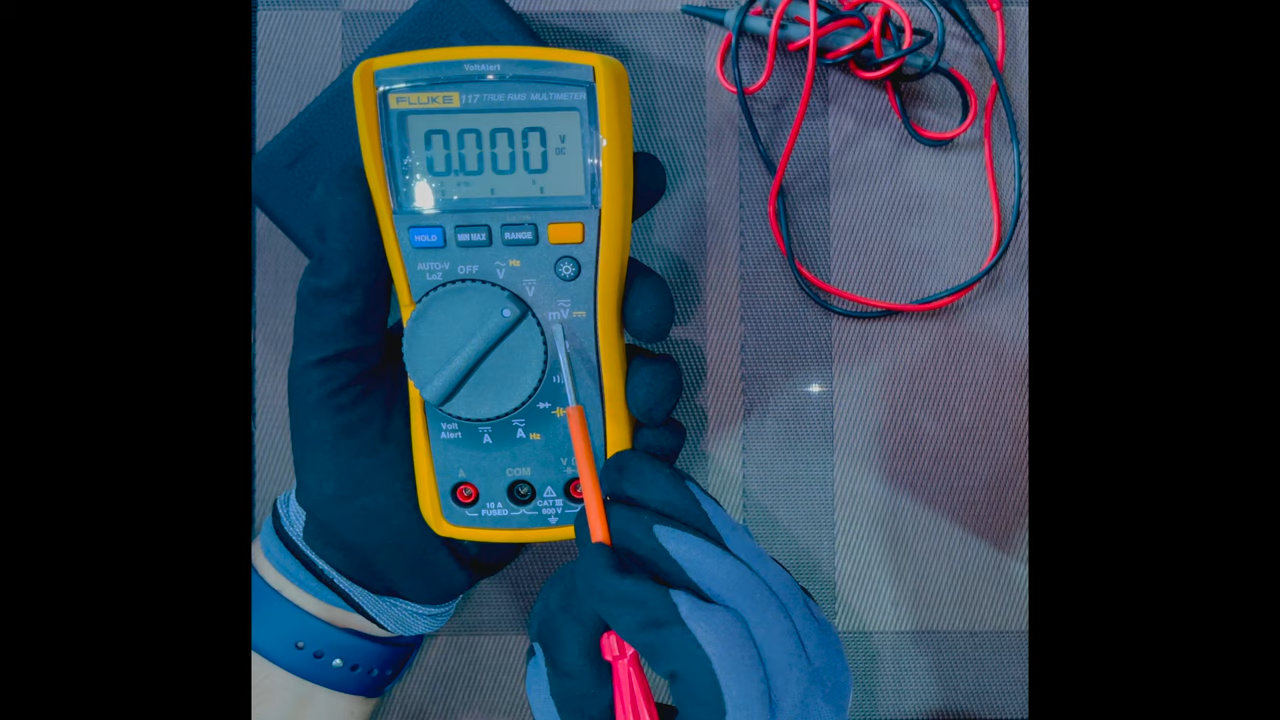 VoltAlert
FLUKE 117 TRUE RMS MULTIMETER
0.000 V
DC
HOLD MIN MAX RANGE
AUTO-V
LoZ
OFF
V Hz
V
mV
Volt
Alert
A
A Hz
A COM V
10 A
FUSED
CAT III
600 V